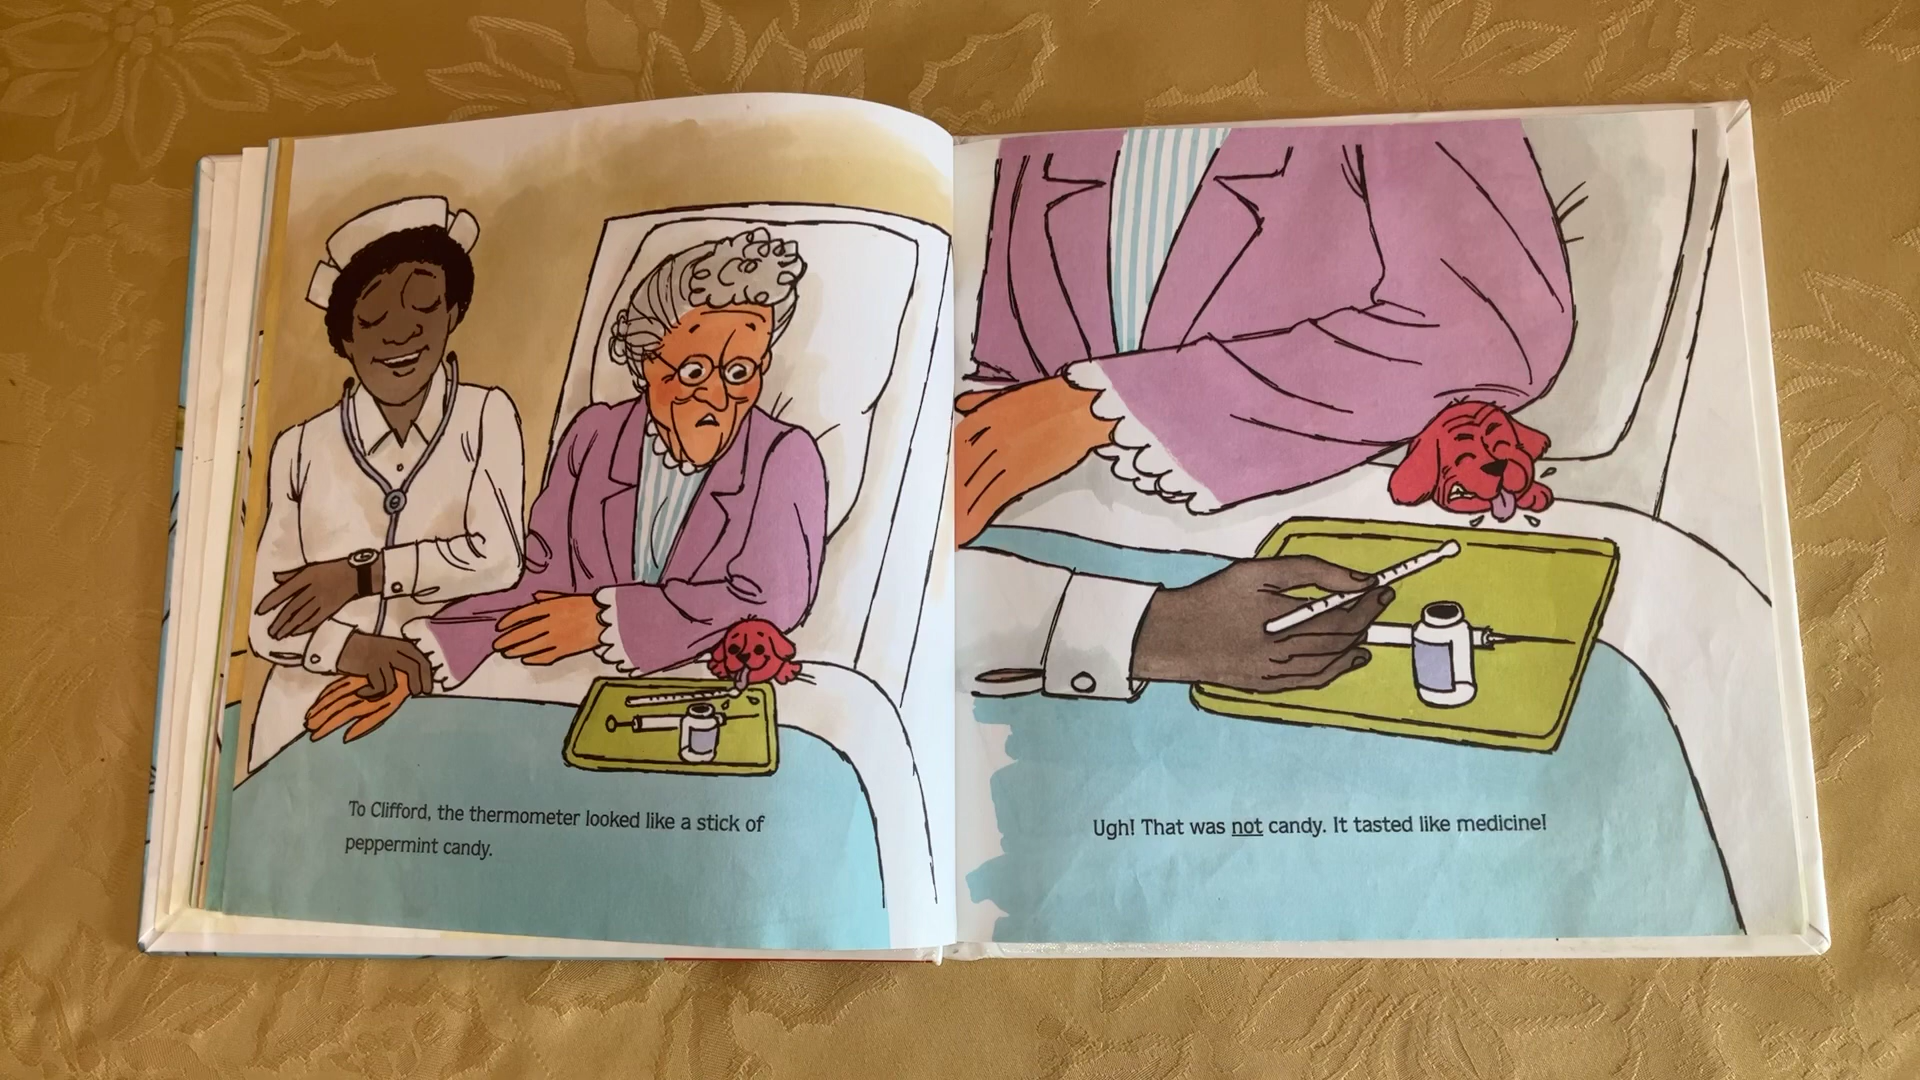 To Clifford, the thermometer looked like a stick of
peppermint candy.
Ugh! That was not candy. It tasted like medicine!